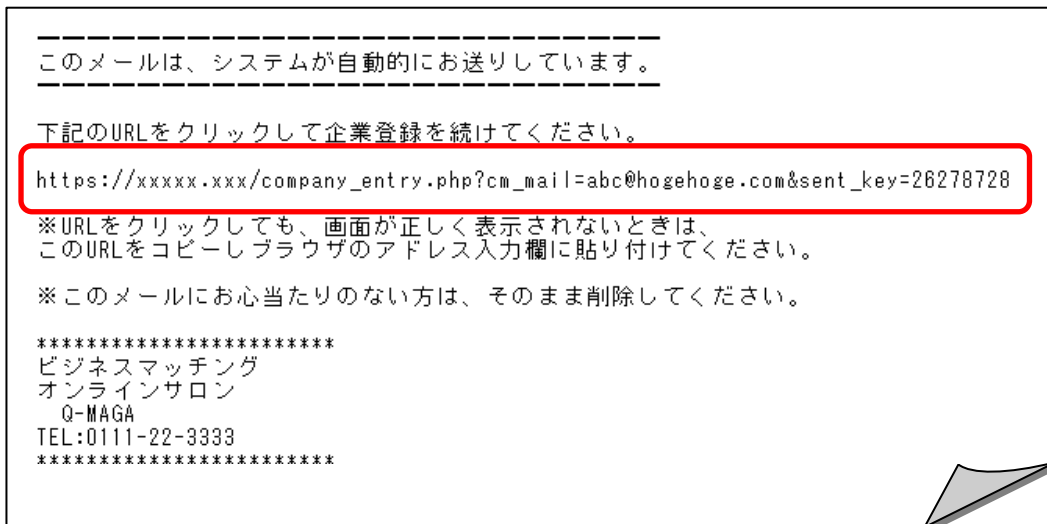 ーーーーーーーーーーーーーーーーーーーーーーーーー
このメールは、システムが自動的にお送りしています。
ーーーーーーーーーーーーーーーーーーーーーーーーー
下記のURLをクリックして企業登録を続けてください。
https://xxxxx.xxx/company_entry.php?cm_mail=abc@hogehoge.com&sent_key=26278728
※URLをクリックしても、画面が正しく表示されないときは、
このURLをコピーしブラウザのアドレス入力欄に貼り付けてください。
※このメールにお心当たりのない方は、そのまま削除してください。
************************
ビジネスマッチング
オンラインサロン
Q-MAGA
TEL:0111-22-3333
************************